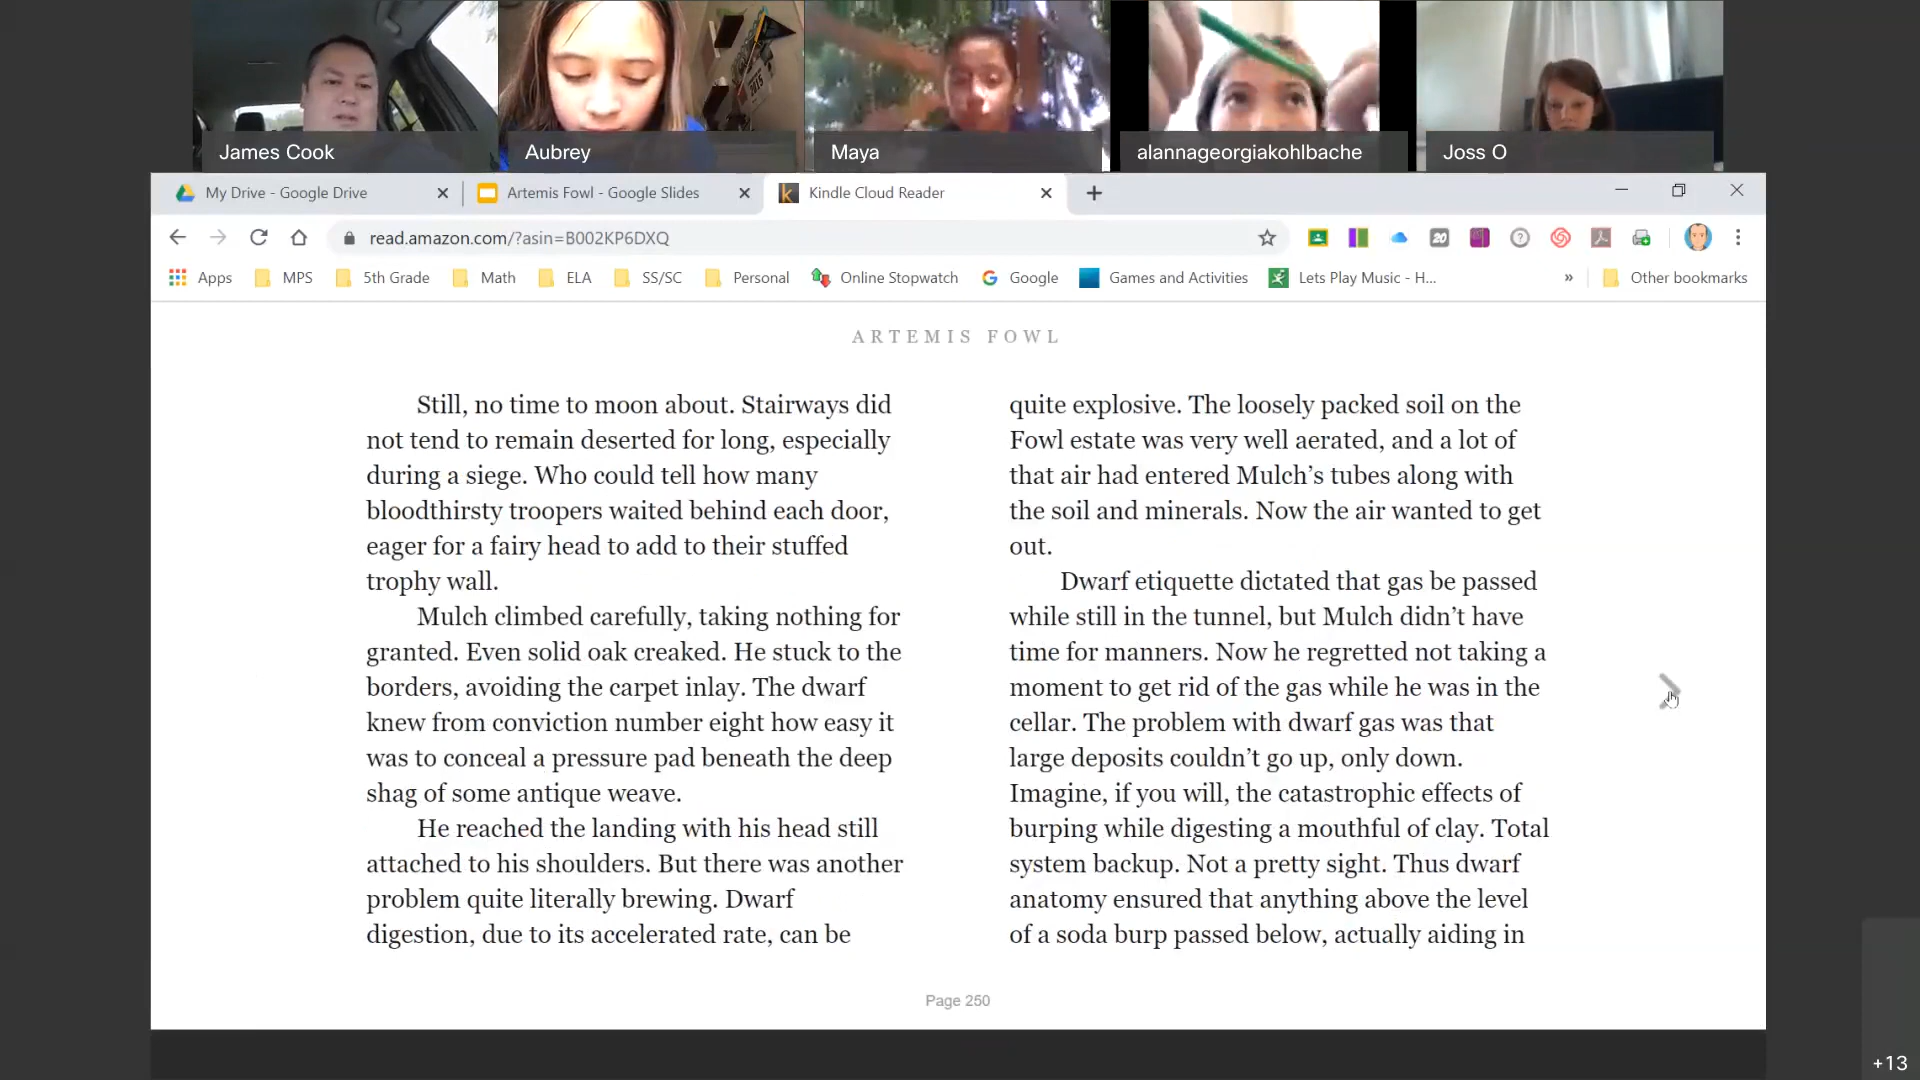 James Cook
Aubrey
Maya
alannageorgiakohlbache
Joss O
My Drive - Google Drive
Artemis Fowl - Google Slides
Kindle Cloud Reader
read.amazon.com/?asin=B002KP6DXQ
20
Apps
MPS
5th Grade
Math
ELA
SS/SC
Personal
Online Stopwatch
Google
Games and Activities
Lets Play Music - H...
»
Other bookmarks
ARTEMIS FOWL
Still, no time to moon about. Stairways did
not tend to remain deserted for long, especially
during a siege. Who could tell how many
bloodthirsty troopers waited behind each door,
eager for a fairy head to add to their stuffed
trophy wall.
Mulch climbed carefully, taking nothing for
granted. Even solid oak creaked. He stuck to the
borders, avoiding the carpet inlay. The dwarf
knew from conviction number eight how easy it
was to conceal a pressure pad beneath the deep
shag of some antique weave.
He reached the landing with his head still
attached to his shoulders. But there was another
problem quite literally brewing. Dwarf
digestion, due to its accelerated rate, can be
quite explosive. The loosely packed soil on the
Fowl estate was very well aerated, and a lot of
that air had entered Mulch’s tubes along with
the soil and minerals. Now the air wanted to get
out.
Dwarf etiquette dictated that gas be passed
while still in the tunnel, but Mulch didn’t have
time for manners. Now he regretted not taking a
moment to get rid of the gas while he was in the
cellar. The problem with dwarf gas was that
large deposits couldn’t go up, only down.
Imagine, if you will, the catastrophic effects of
burping while digesting a mouthful of clay. Total
system backup. Not a pretty sight. Thus dwarf
anatomy ensured that anything above the level
of a soda burp passed below, actually aiding in
Page 250
+13